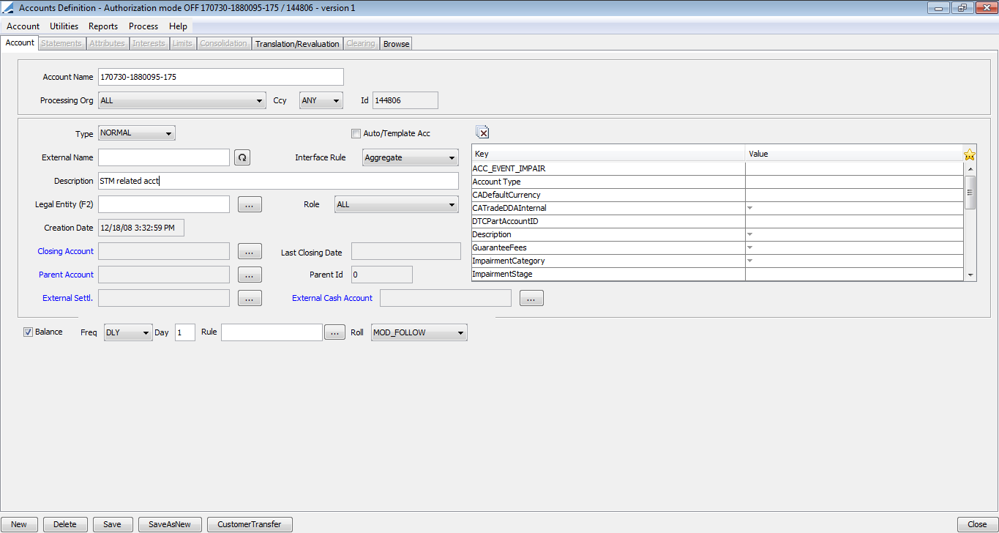 Accounts Definition - Authorization mode OFF 170730-1880095-175 / 144806 - version 1
Account Utilities Reports Process Help
Account Statements Attributes Interests Limits Consolidation Translation/Revaluation Clearing Browse
Account Name 170730-1880095-175
Processing Org ALL Ccy ANY Id 144806
Type NORMAL Auto/Template Acc
External Name Interface Rule Aggregate
Description STM related acct
Legal Entity (F2) ... Role ALL
Creation Date 12/18/08 3:32:59 PM
Closing Account ... Last Closing Date
Parent Account ... Parent Id 0
External Settl. ... External Cash Account ...
Key Value
ACC_EVENT_IMPAIR
Account Type
CADefaultCurrency
CATradeDDAInternal
DTCPartAccountID
Description
GuaranteeFees
ImpairmentCategory
ImpairmentStage
Balance Freq DLY Day 1 Rule ... Roll MOD_FOLLOW
New Delete Save SaveAsNew CustomerTransfer Close